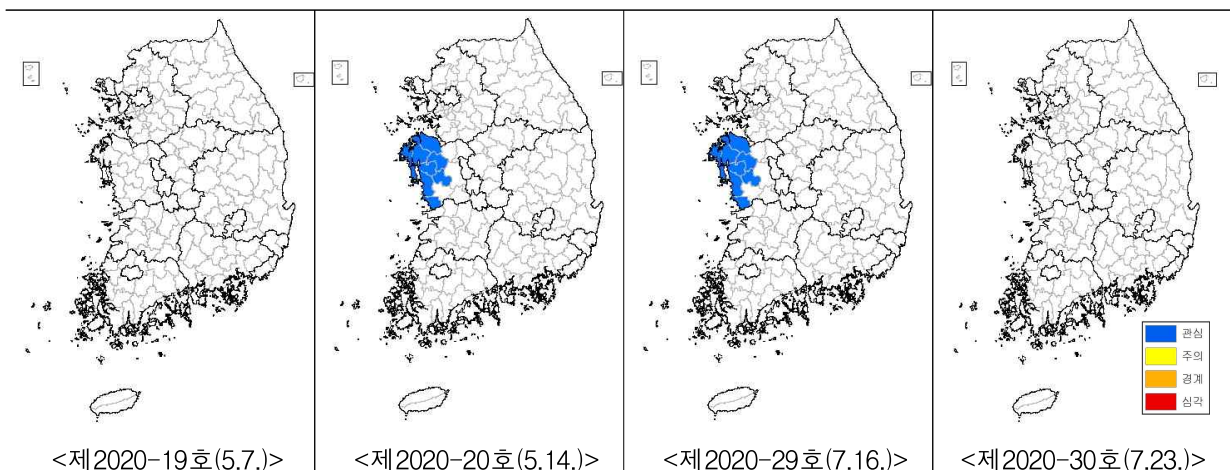 관심
주의
경계
심각
<제2020-19호(5.7.)>
<제2020-20호(5.14.)>
<제2020-29호(7.16.)>
<제2020-30호(7.23.)>